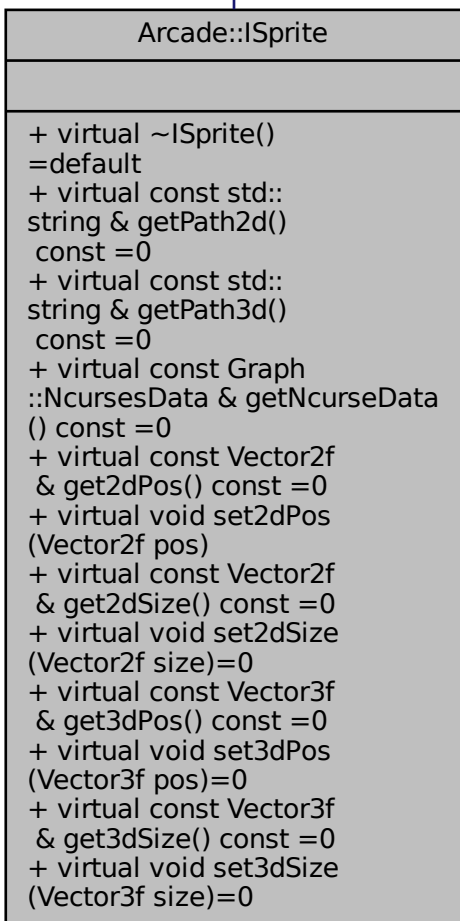 Arcade::ISprite
+ virtual ~ISprite()
=default
+ virtual const std::
string & getPath2d()
const =0
+ virtual const std::
string & getPath3d()
const =0
+ virtual const Graph
::NcursesData & getNcurseData
() const =0
+ virtual const Vector2f
& get2dPos() const =0
+ virtual void set2dPos
(Vector2f pos)
+ virtual const Vector2f
& get2dSize() const =0
+ virtual void set2dSize
(Vector2f size)=0
+ virtual const Vector3f
& get3dPos() const =0
+ virtual void set3dPos
(Vector3f pos)=0
+ virtual const Vector3f
& get3dSize() const =0
+ virtual void set3dSize
(Vector3f size)=0